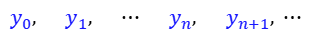 y₀, y₁, ⋯ yₙ, yₙ₊₁, ⋯